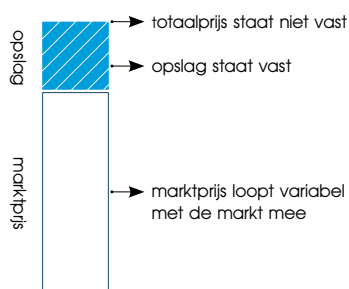 totaalprijs staat niet vast
opslag
opslag staat vast
marktprijs
marktprijs loopt variabel
met de markt mee